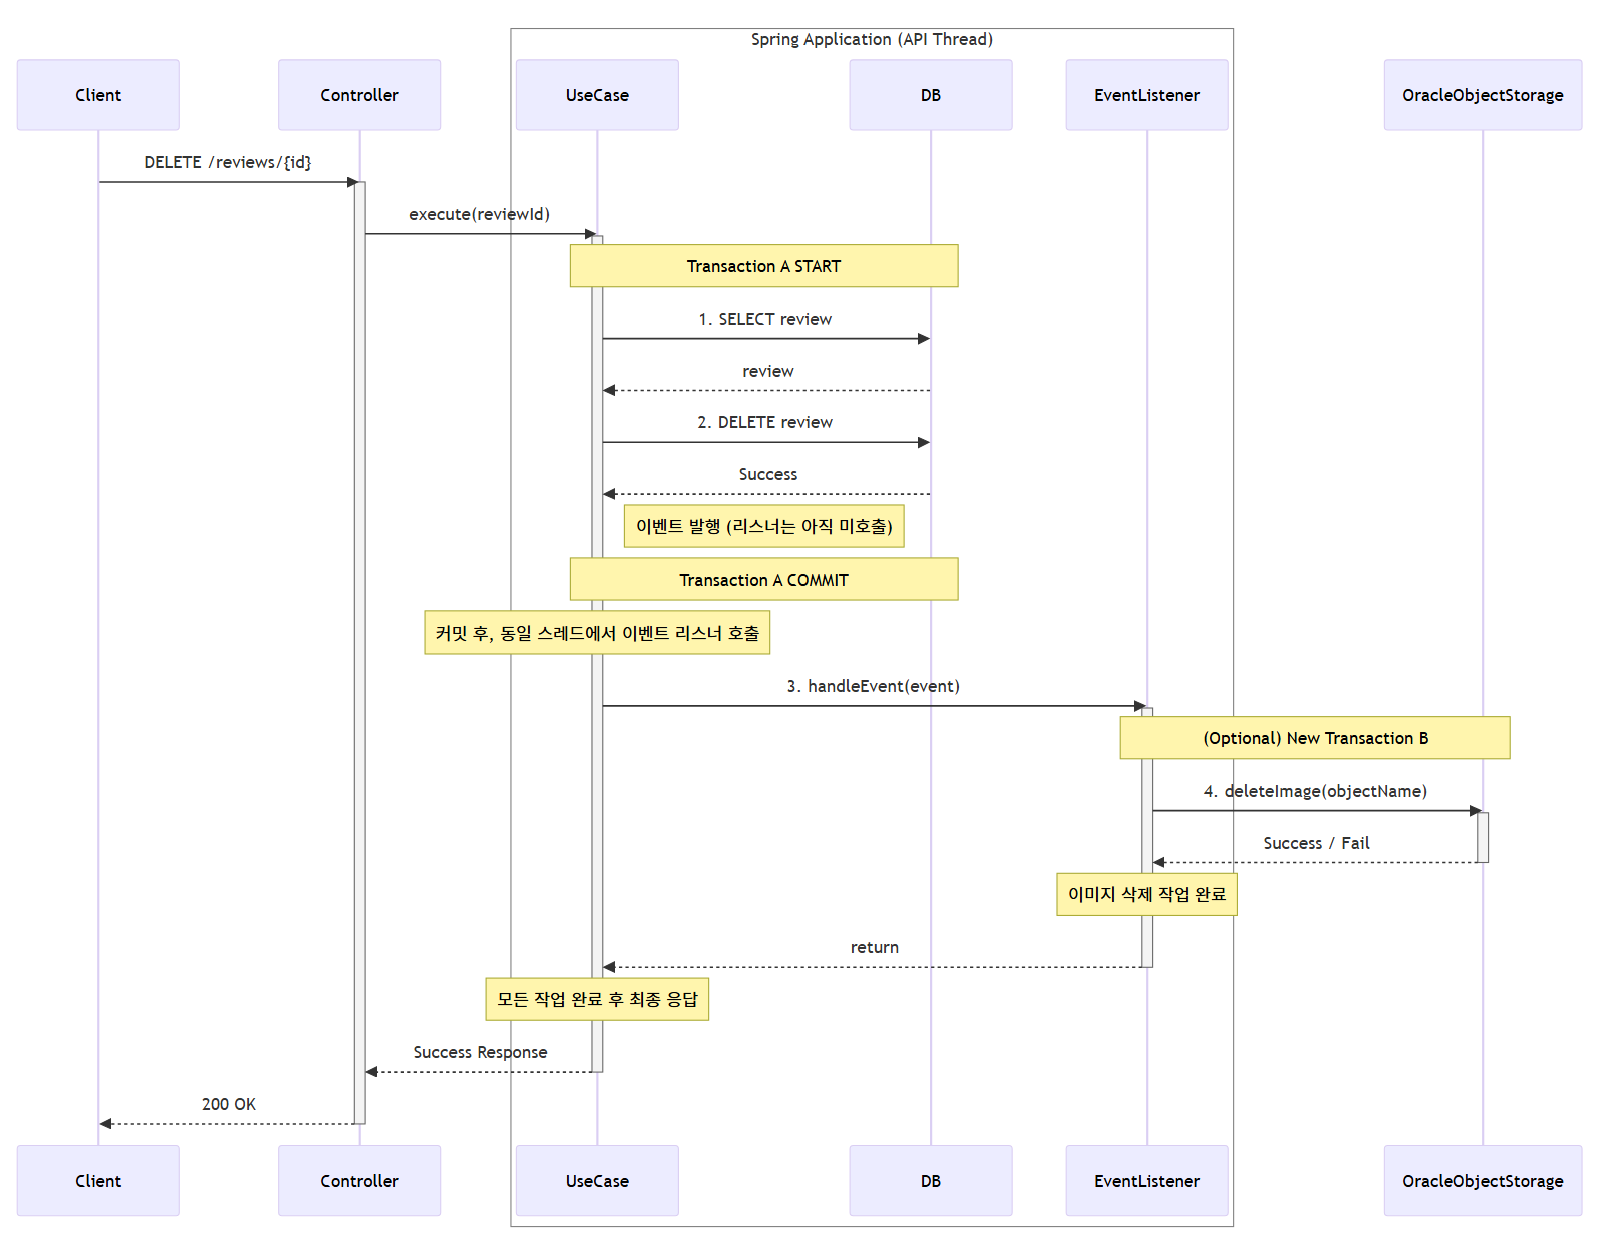 Spring Application (API Thread)
Client
Controller
UseCase
DB
EventListener
OracleObjectStorage
DELETE /reviews/{id}
execute(reviewId)
Transaction A START
1. SELECT review
review
2. DELETE review
Success
이벤트 발행 (리스너는 아직 미호출)
Transaction A COMMIT
커밋 후, 동일 스레드에서 이벤트 리스너 호출
3. handleEvent(event)
(Optional) New Transaction B
4. deleteImage(objectName)
Success / Fail
이미지 삭제 작업 완료
return
모든 작업 완료 후 최종 응답
Success Response
200 OK
Client
Controller
UseCase
DB
EventListener
OracleObjectStorage